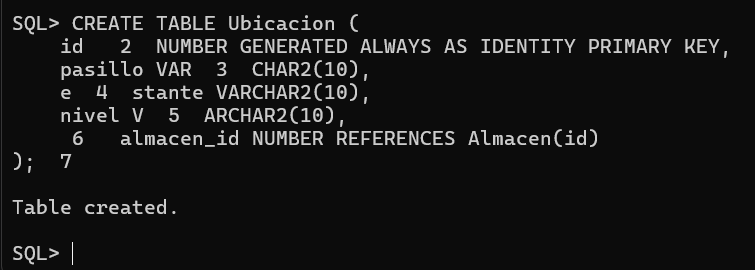 SQL> CREATE TABLE Ubicacion (
    id   2  NUMBER GENERATED ALWAYS AS IDENTITY PRIMARY KEY,
    pasillo VAR  3  CHAR2(10),
    e  4  stante VARCHAR2(10),
    nivel V  5  ARCHAR2(10),
     6   almacen_id NUMBER REFERENCES Almacen(id)
);  7
Table created.
SQL>